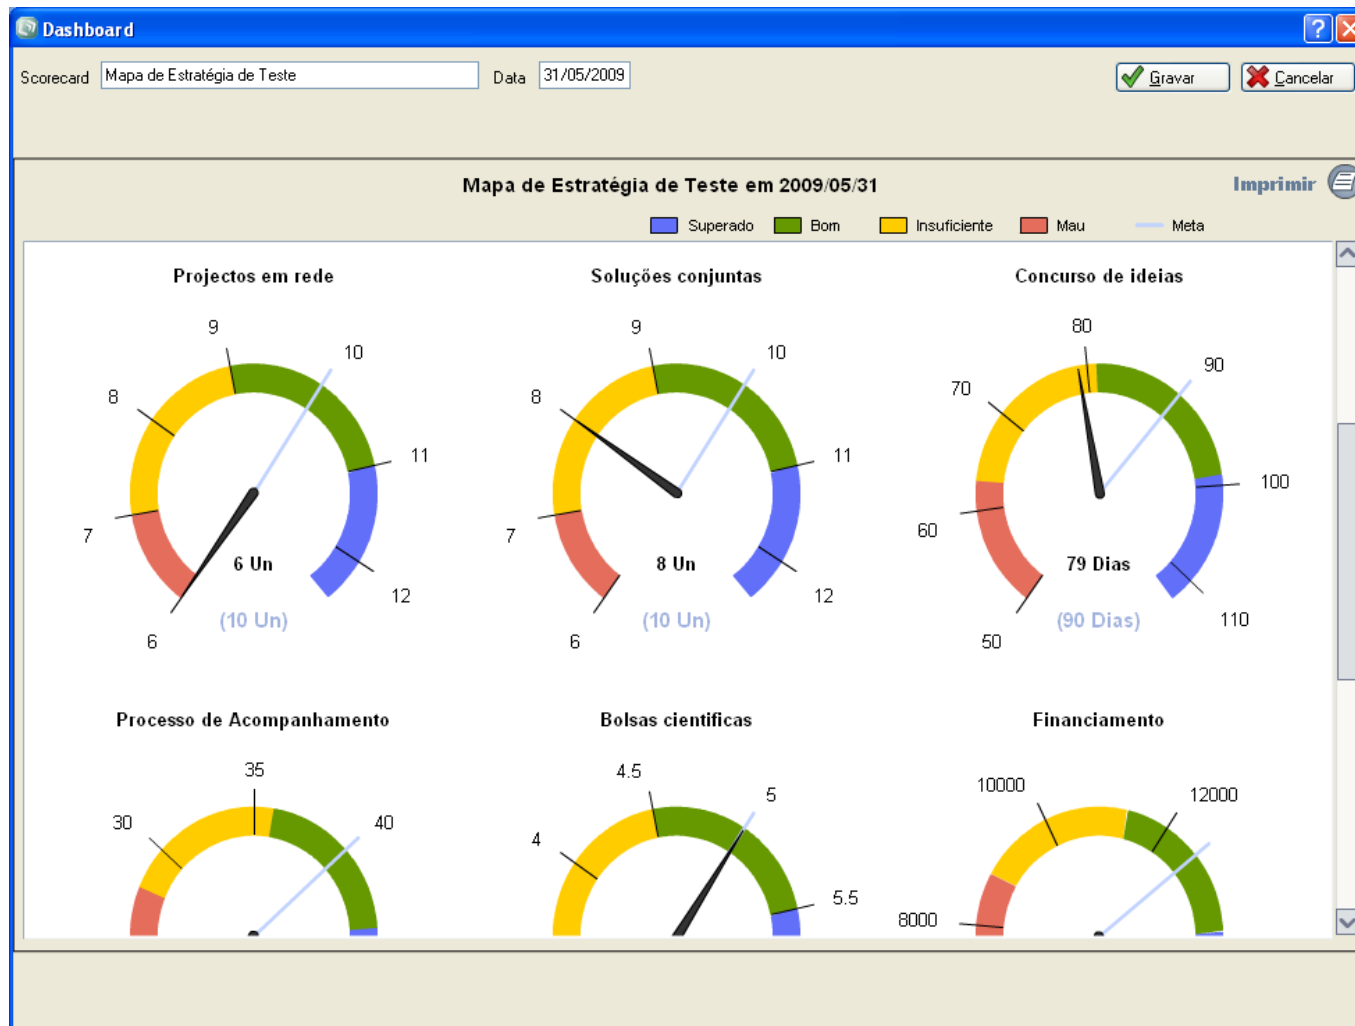 Dashboard
Scorecard Mapa de Estratégia de Teste Data 31/05/2009 Gravar Cancelar
Mapa de Estratégia de Teste em 2009/05/31 Imprimir
Superado Bom Insuficiente Mau Meta
Projectos em rede Soluções conjuntas Concurso de ideias
9 10 9 10 80 90
8 8 70
11 11 100
7 7 60
6 Un 8 Un 79 Dias
12 12 110
(10 Un) (10 Un) (90 Dias)
6 6 50
Processo de Acompanhamento Bolsas cientificas Financiamento
35 4.5 5 10000 12000
30 40 4
5.5 8000